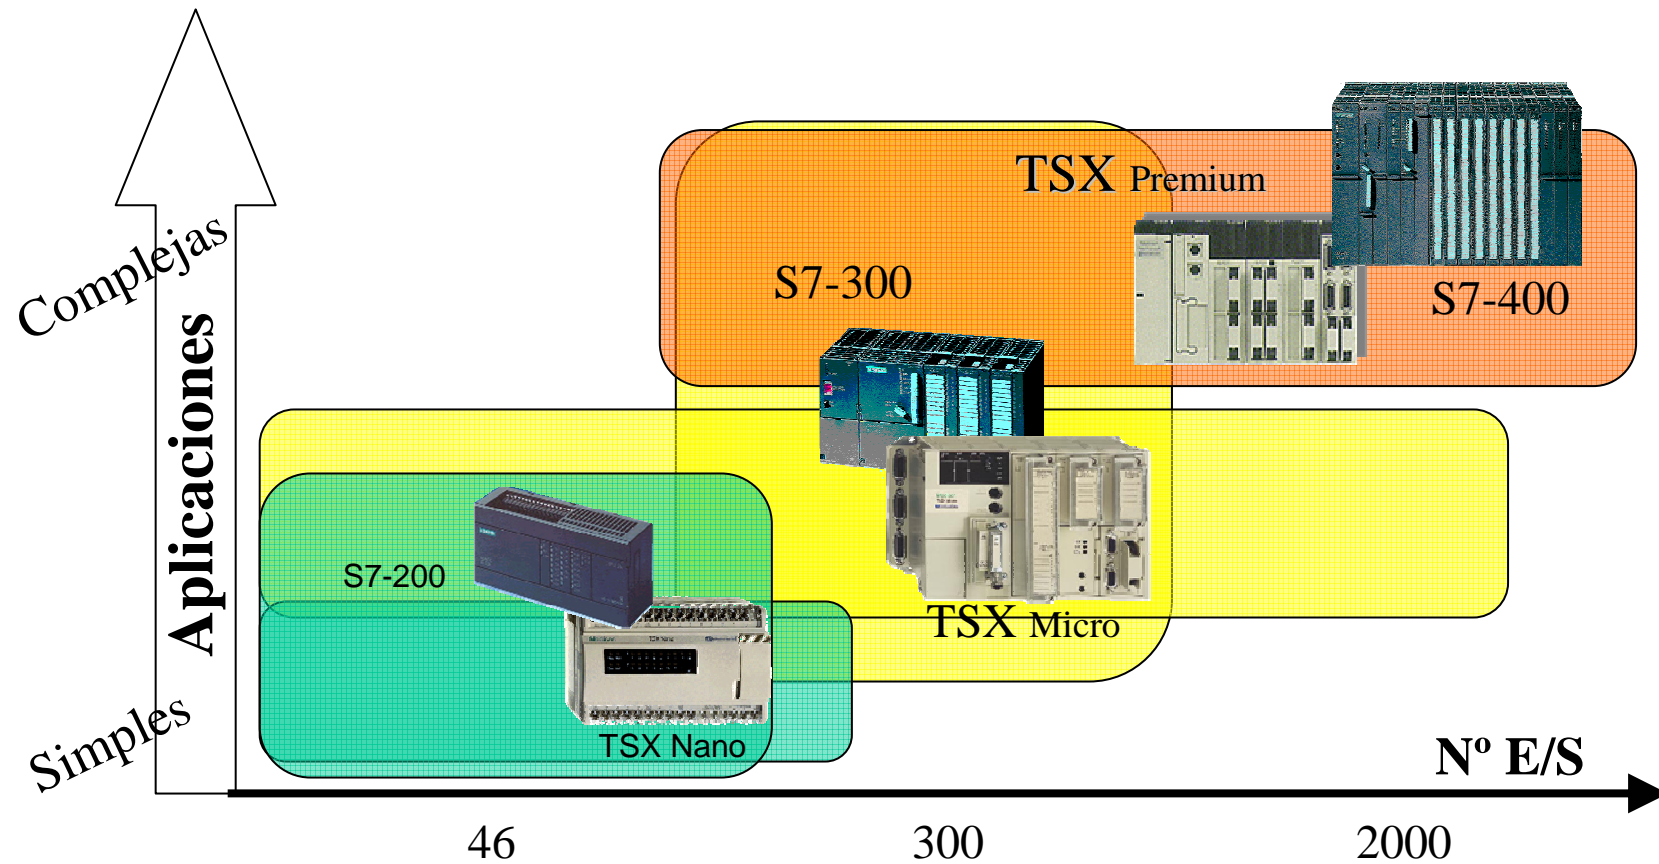 TSX Premium
Complejas
S7-300
S7-400
Aplicaciones
S7-200
TSX Micro
Simples
TSX Nano
Nº E/S
46
300
2000